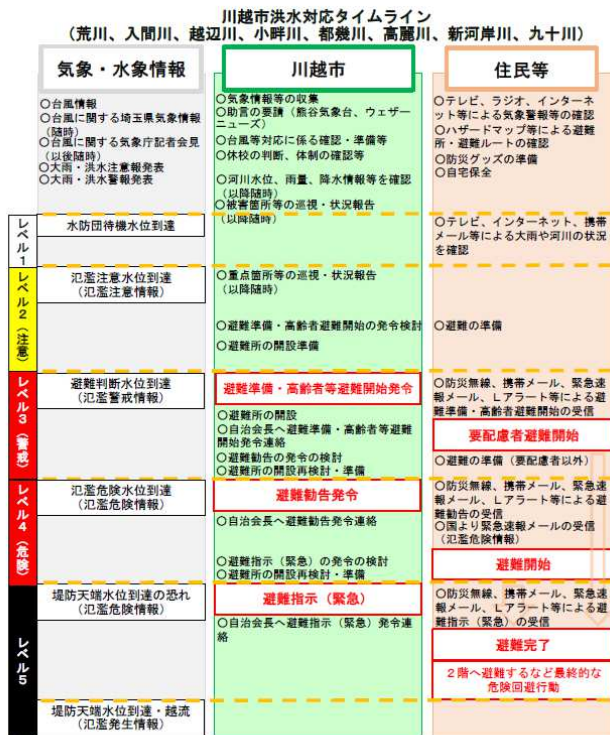 川越市洪水対応タイムライン
（荒川、入間川、越辺川、小畔川、都幾川、高麗川、新河岸川、九十川）
気象・水象情報
○台風情報
○台風に関する埼玉県気象情報
（随時）
○台風に関する気象庁記者会見
（以後随時）
○大雨・洪水注意報発表
○大雨・洪水警報発表
川越市
○気象情報等の収集
○助言の要請（熊谷気象台、ウェザー
ニューズ）
○台風等対応に係る確認・準備等
○休校の判断、体制の確認等
○河川水位、雨量、降水情報等を確認
（以降随時）
○被害箇所等の巡視・状況報告
（以降随時）
住民等
○テレビ、ラジオ、インターネ
ット等による気象警報等の確認
○ハザードマップ等による避難
所・避難ルートの確認
○防災グッズの準備
○自宅保全
レベル1
水防団待機水位到達
○テレビ、インターネット、携帯
メール等による大雨や河川の状況
を確認
レベル2（注意）
氾濫注意水位到達
（氾濫注意情報）
○重点箇所等の巡視・状況報告
（以降随時）
○避難準備・高齢者避難開始の発令検討
○避難所の開設準備
○避難の準備
レベル3（警戒）
避難判断水位到達
（氾濫警戒情報）
避難準備・高齢者等避難開始発令
○避難所の開設
○自治会長へ避難準備・高齢者等避難
開始発令連絡
○避難勧告の発令の検討
○避難所の開設再検討・準備
○防災無線、携帯メール、緊急速
報メール、Lアラート等による避
難準備・高齢者避難開始の受信
要配慮者避難開始
○避難の準備（要配慮者以外）
レベル4（危険）
氾濫危険水位到達
（氾濫危険情報）
避難勧告発令
○自治会長へ避難勧告発令連絡
○避難指示（緊急）の発令の検討
○避難所の開設再検討・準備
○防災無線、携帯メール、緊急速
報メール、Lアラート等による避
難勧告の受信
○国より緊急速報メールの受信
（氾濫危険情報）
避難開始
レベル5
堤防天端水位到達の恐れ
（氾濫危険情報）
避難指示（緊急）
○自治会長へ避難指示（緊急）発令連
絡
○防災無線、携帯メール、緊急速
報メール、Lアラート等による避
難指示（緊急）の受信
避難完了
2階へ避難するなど最終的な
危険回避行動
堤防天端水位到達・越流
（氾濫発生情報）